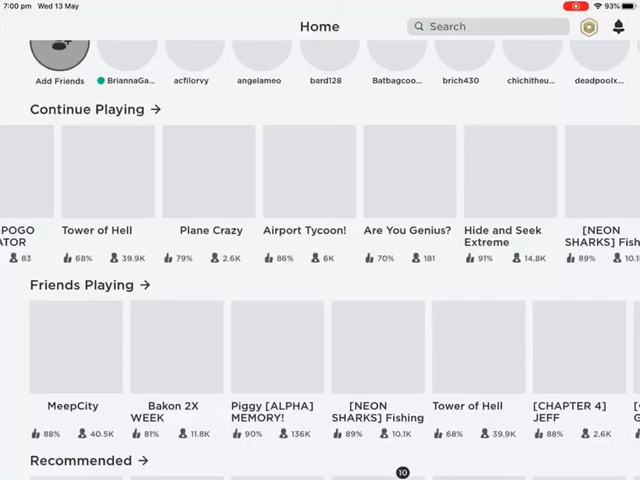 7:00 pm Wed 13 May 93%
Home
Search
Add Friends BriannaGa... acfilorvy angelameo bard128 Batbagcoo... brich430 chichitheu... deadpoolx...
Continue Playing →
POGO Tower of Hell Plane Crazy Airport Tycoon! Are You Genius? Hide and Seek [NEON
ATOR Extreme SHARKS] Fish
83 68% 39.9K 79% 2.6K 86% 6K 70% 181 91% 14.8K 89% 10.1
Friends Playing →
MeepCity Bakon 2X Piggy [ALPHA] [NEON Tower of Hell [CHAPTER 4] [
WEEK MEMORY! SHARKS] Fishing JEFF
88% 40.5K 81% 11.8K 90% 136K 89% 10.1K 68% 39.9K 88% 2.6K
Recommended →
10